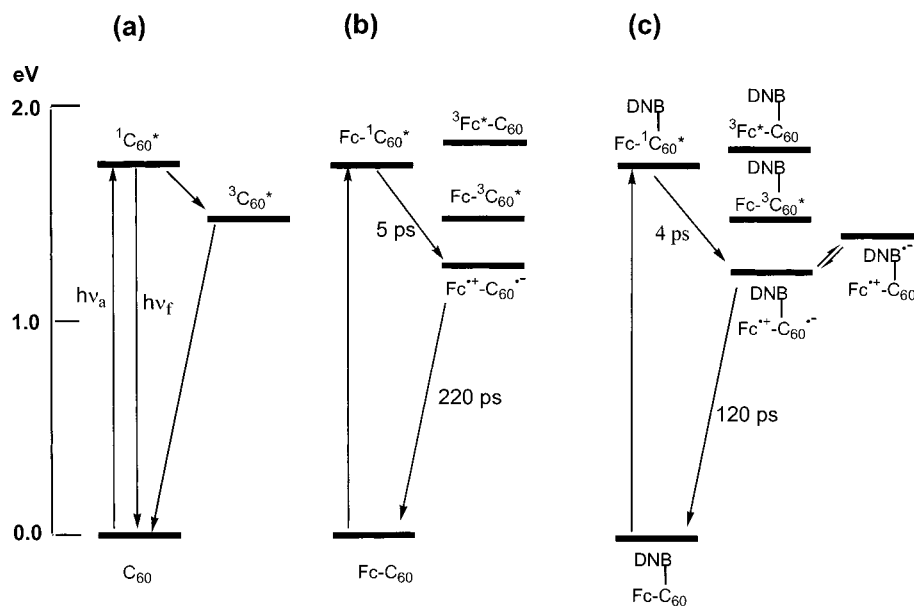 (a)
(b)
(c)
eV
2.0
1.0
0.0
¹C₆₀*
³C₆₀*
hνₐ
hν_f
C₆₀
Fc-¹C₆₀*
³Fc*-C₆₀
Fc-³C₆₀*
5 ps
Fc•⁺-C₆₀•⁻
220 ps
Fc-C₆₀
DNB
Fc-¹C₆₀*
DNB
³Fc*-C₆₀
DNB
Fc-³C₆₀*
4 ps
DNB
Fc•⁺-C₆₀•⁻
DNB•⁻
Fc•⁺-C₆₀
120 ps
DNB
Fc-C₆₀